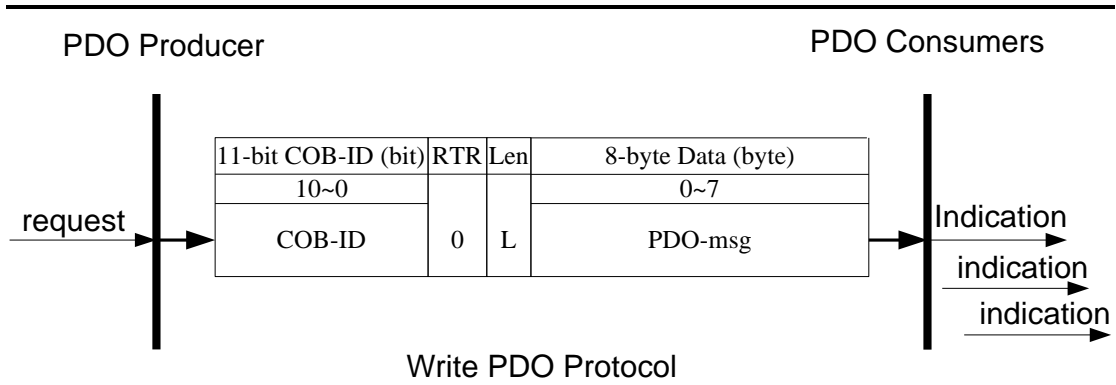 PDO Producer
PDO Consumers
11-bit COB-ID (bit) RTR Len 8-byte Data (byte)
10~0 0~7
request COB-ID 0 L PDO-msg Indication
indication
indication
Write PDO Protocol